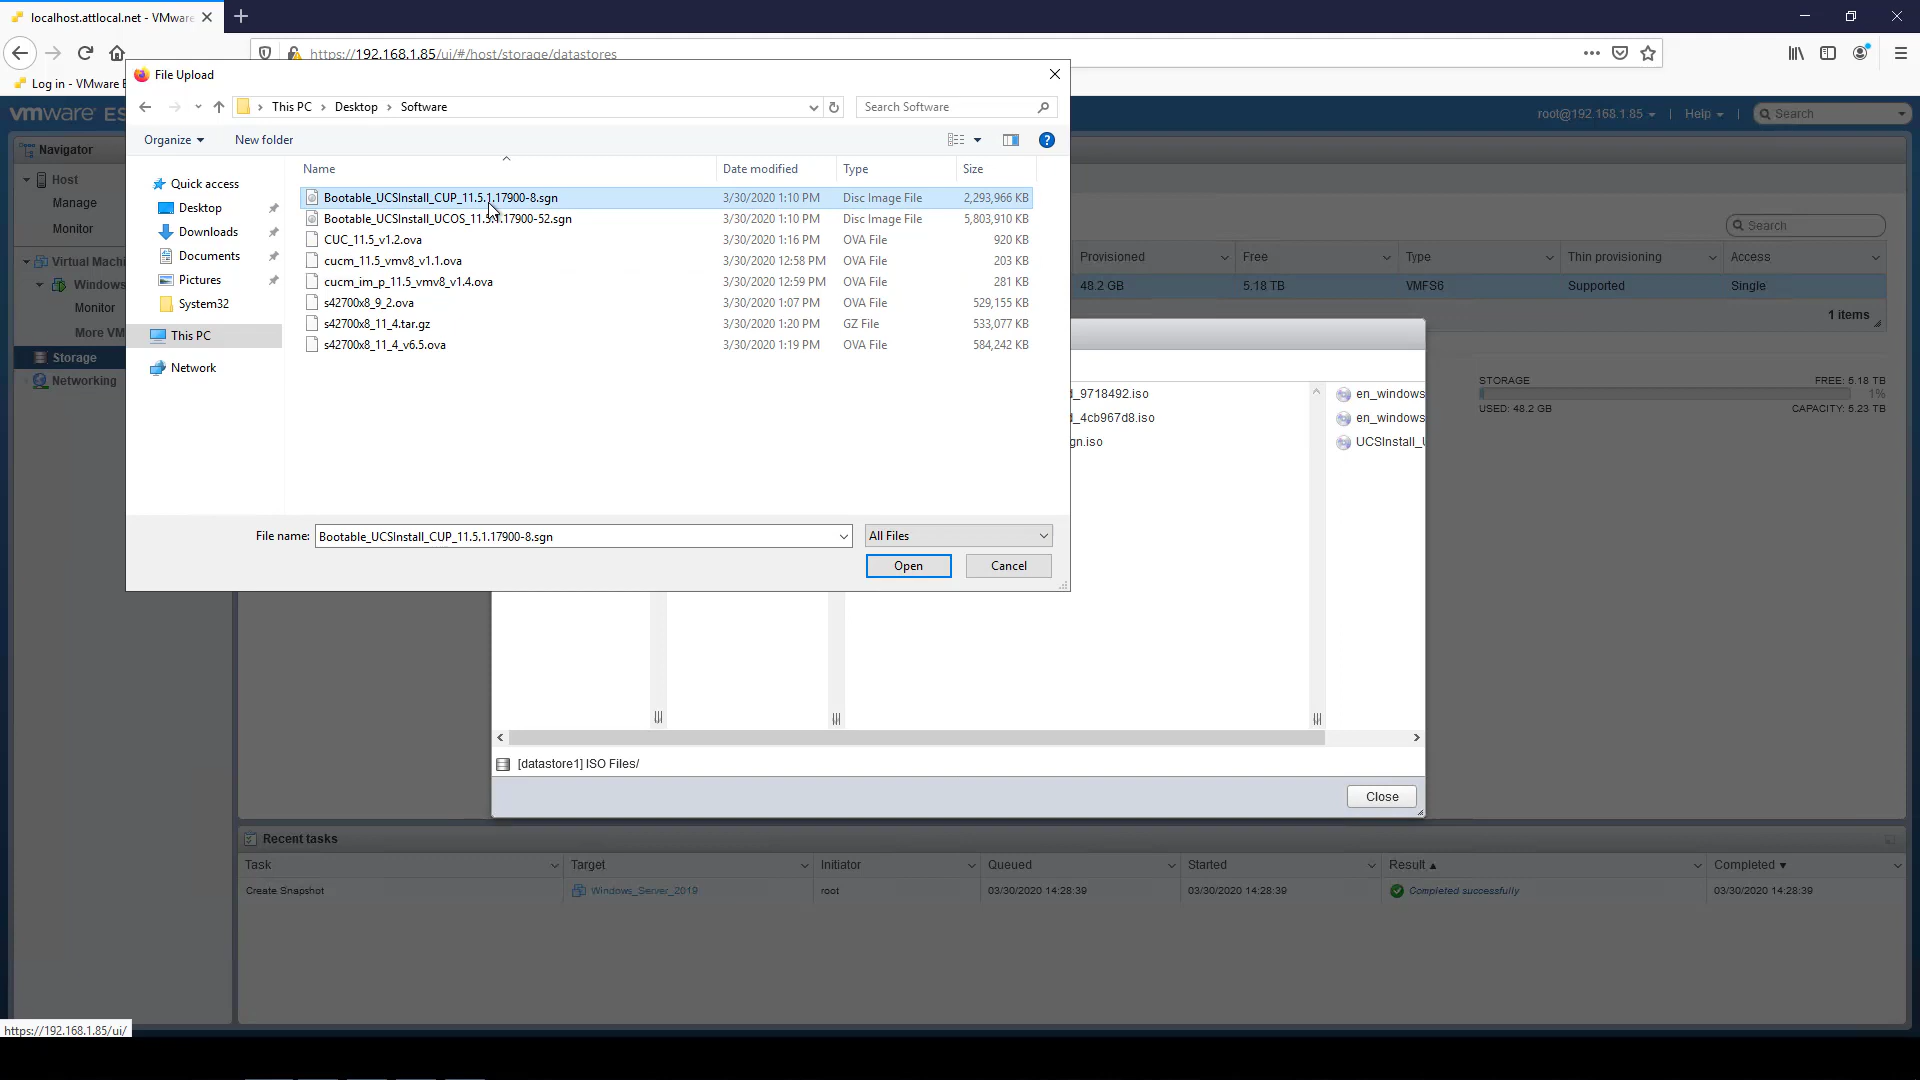 localhost.attlocal.net - VMware
https://192.168.1.85/ui/#/host/storage/datastores
Log in - VMware E
File Upload
This PC > Desktop > Software
Search Software
Organize
New folder
Name Date modified Type Size
Quick access
Desktop
Downloads
Documents
Pictures
System32
This PC
Network
Bootable_UCSInstall_CUP_11.5.1.17900-8.sgn 3/30/2020 1:10 PM Disc Image File 2,293,966 KB
Bootable_UCSInstall_UCOS_11.5.1.17900-52.sgn 3/30/2020 1:10 PM Disc Image File 5,803,910 KB
CUC_11.5_v1.2.ova 3/30/2020 1:16 PM OVA File 920 KB
cucm_11.5_vmv8_v1.1.ova 3/30/2020 12:58 PM OVA File 203 KB
cucm_im_p_11.5_vmv8_v1.4.ova 3/30/2020 12:59 PM OVA File 281 KB
s42700x8_9_2.ova 3/30/2020 1:07 PM OVA File 529,155 KB
s42700x8_11_4.tar.gz 3/30/2020 1:20 PM GZ File 533,077 KB
s42700x8_11_4_v6.5.ova 3/30/2020 1:19 PM OVA File 584,242 KB
File name: Bootable_UCSInstall_CUP_11.5.1.17900-8.sgn All Files
Open Cancel
vmware ES
root@192.168.1.85 | Help | Search
Navigator
Host
Manage
Monitor
Virtual Machi
Windows
Monitor
More VM
Storage
Networking
Search
Provisioned Free Type Thin provisioning Access
48.2 GB 5.18 TB VMFS6 Supported Single
1 items
STORAGE FREE: 5.18 TB
1%
USED: 48.2 GB CAPACITY: 5.23 TB
d_9718492.iso en_windows
d_4cb967d8.iso en_windows
gn.iso UCSInstall_U
[datastore1] ISO Files/
Close
Recent tasks
Task Target Initiator Queued Started Result Completed
Create Snapshot Windows_Server_2019 root 03/30/2020 14:28:39 03/30/2020 14:28:39 Completed successfully 03/30/2020 14:28:39
https://192.168.1.85/ui/